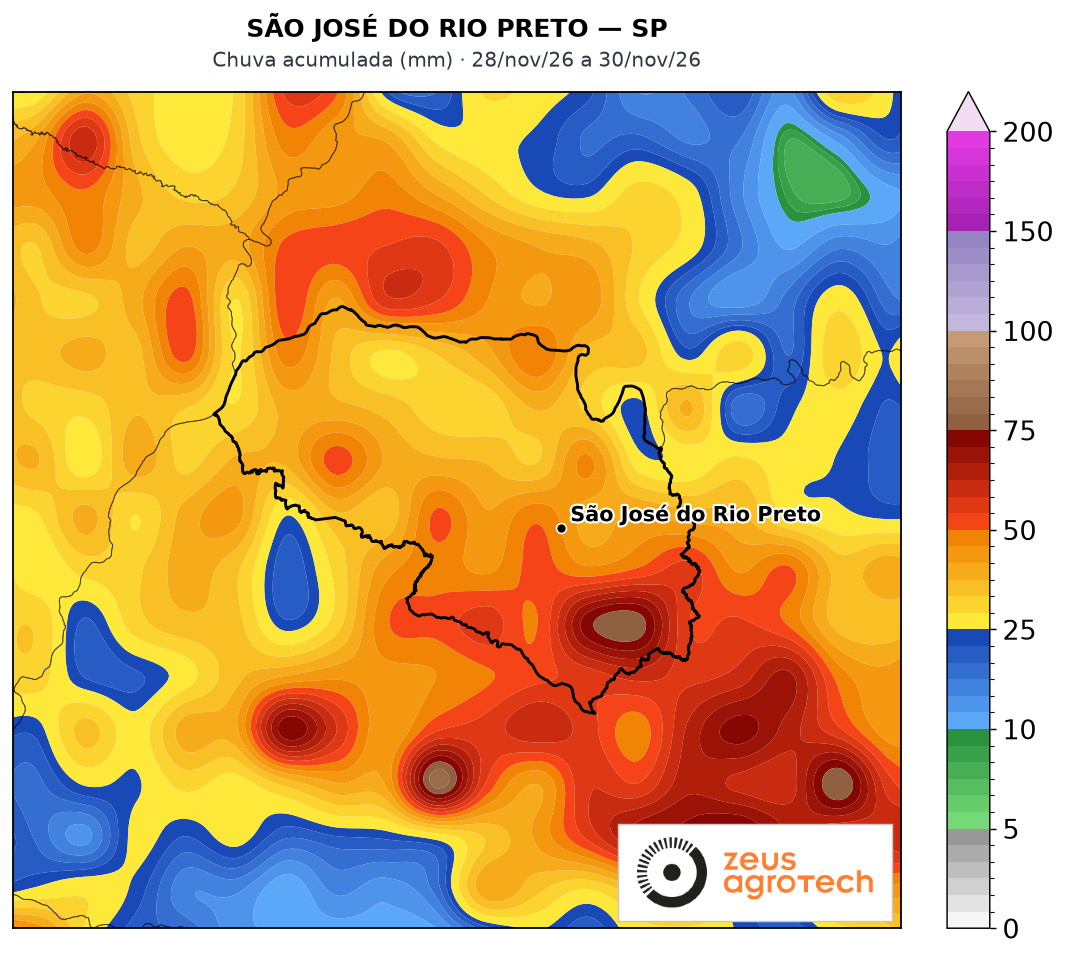 SÃO JOSÉ DO RIO PRETO — SP
Chuva acumulada (mm) · 28/nov/26 a 30/nov/26
200
150
100
75
50
25
10
5
0
São José do Rio Preto
zeus
agrotech